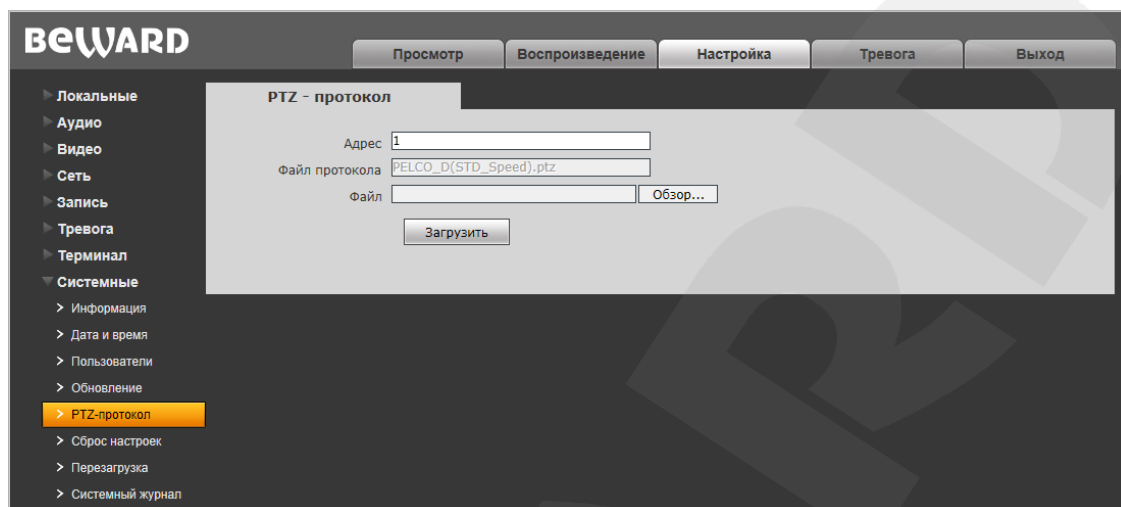 BEWARD
Просмотр Воспроизведение Настройка Тревога Выход
Локальные
Аудио
Видео
Сеть
Запись
Тревога
Терминал
Системные
> Информация
> Дата и время
> Пользователи
> Обновление
> PTZ-протокол
> Сброс настроек
> Перезагрузка
> Системный журнал
PTZ - протокол
Адрес 1
Файл протокола PELCO_D(STD_Speed).ptz
Файл Обзор...
Загрузить